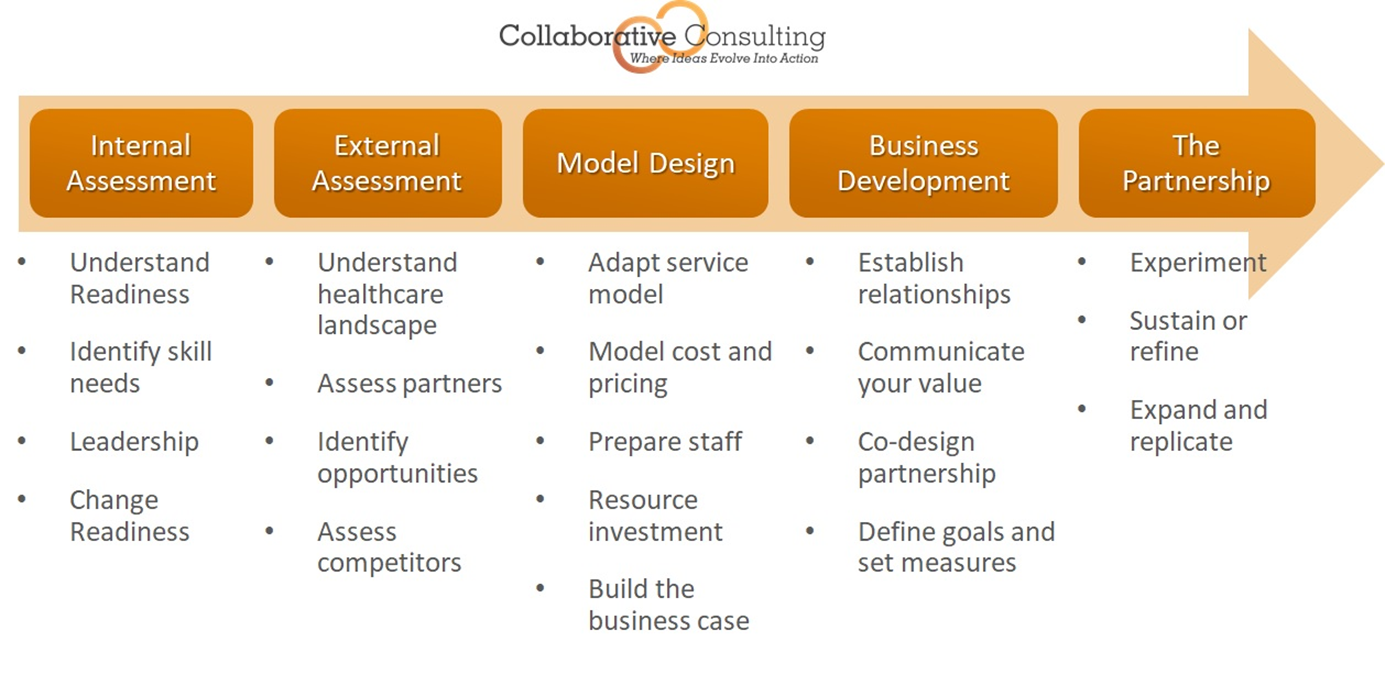 Collaborative Consulting
Where Ideas Evolve Into Action
Internal
Assessment
External
Assessment
Model Design
Business
Development
The
Partnership
• Understand
Readiness
• Identify skill
needs
• Leadership
• Change
Readiness
• Understand
healthcare
landscape
• Assess partners
• Identify
opportunities
• Assess
competitors
• Adapt service
model
• Model cost and
pricing
• Prepare staff
• Resource
investment
• Build the
business case
• Establish
relationships
• Communicate
your value
• Co-design
partnership
• Define goals and
set measures
• Experiment
• Sustain or
refine
• Expand and
replicate